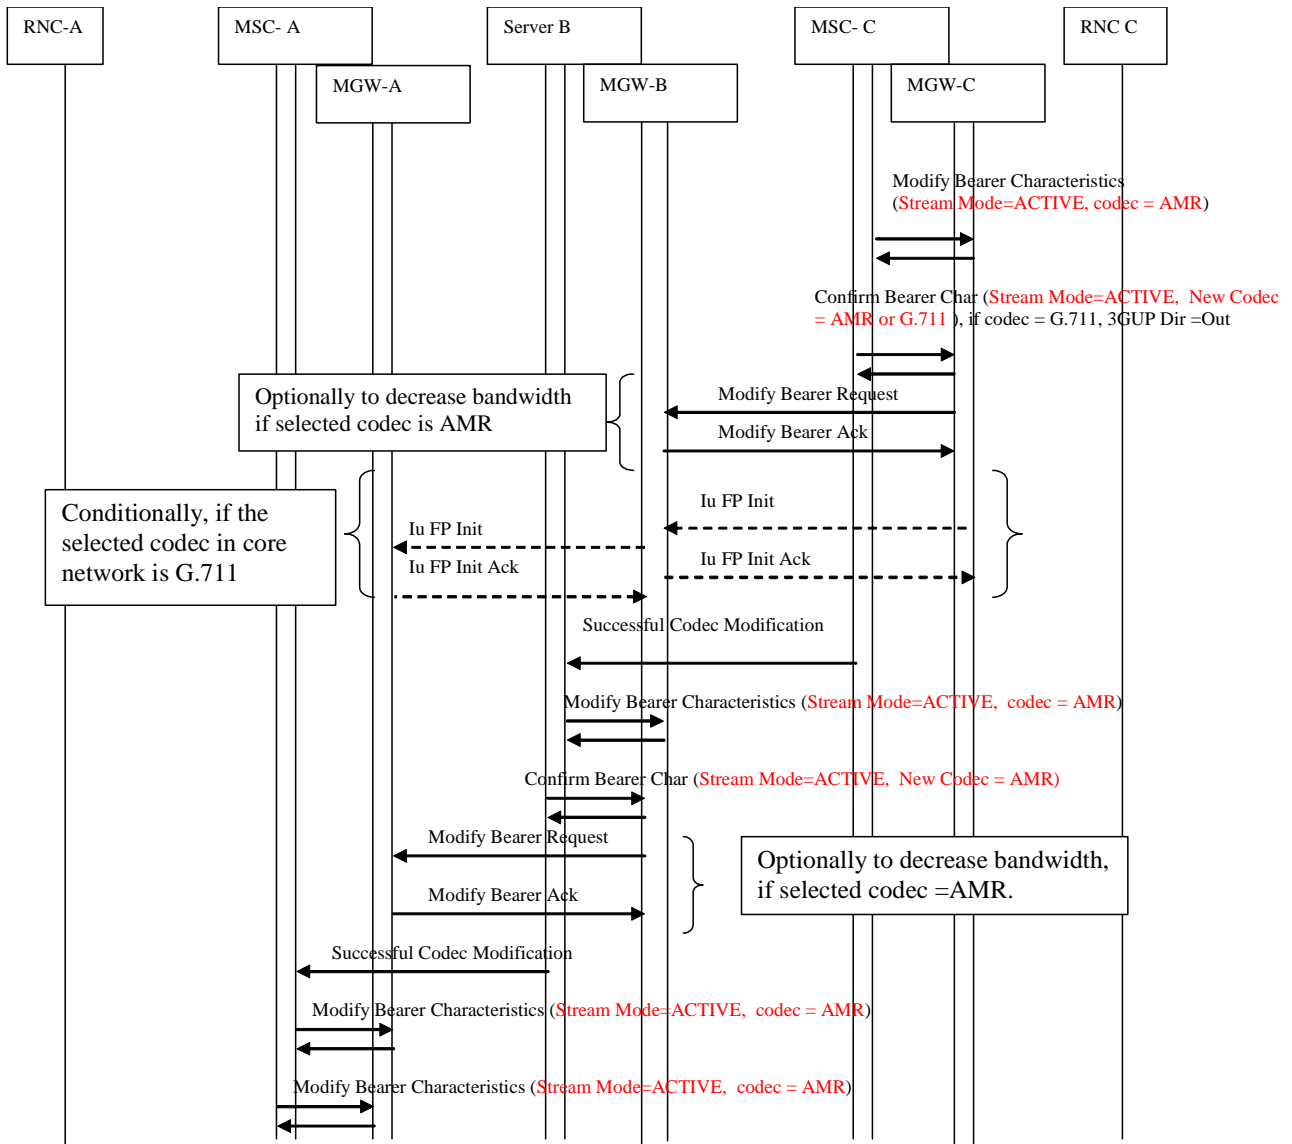 RNC-A
MSC- A
Server B
MSC- C
RNC C
MGW-A
MGW-B
MGW-C
Modify Bearer Characteristics
(Stream Mode=ACTIVE, codec = AMR)
Confirm Bearer Char (Stream Mode=ACTIVE,  New Codec
= AMR or G.711 ), if codec = G.711, 3GUP Dir =Out
Optionally to decrease bandwidth
if selected codec is AMR
Modify Bearer Request
Modify Bearer Ack
Conditionally, if the
selected codec in core
network is G.711
Iu FP Init
Iu FP Init
Iu FP Init Ack
Iu FP Init Ack
Successful Codec Modification
Modify Bearer Characteristics (Stream Mode=ACTIVE,  codec = AMR)
Confirm Bearer Char (Stream Mode=ACTIVE,  New Codec = AMR)
Modify Bearer Request
Optionally to decrease bandwidth,
if selected codec =AMR.
Modify Bearer Ack
Successful Codec Modification
Modify Bearer Characteristics (Stream Mode=ACTIVE,  codec = AMR)
Modify Bearer Characteristics (Stream Mode=ACTIVE,  codec = AMR)